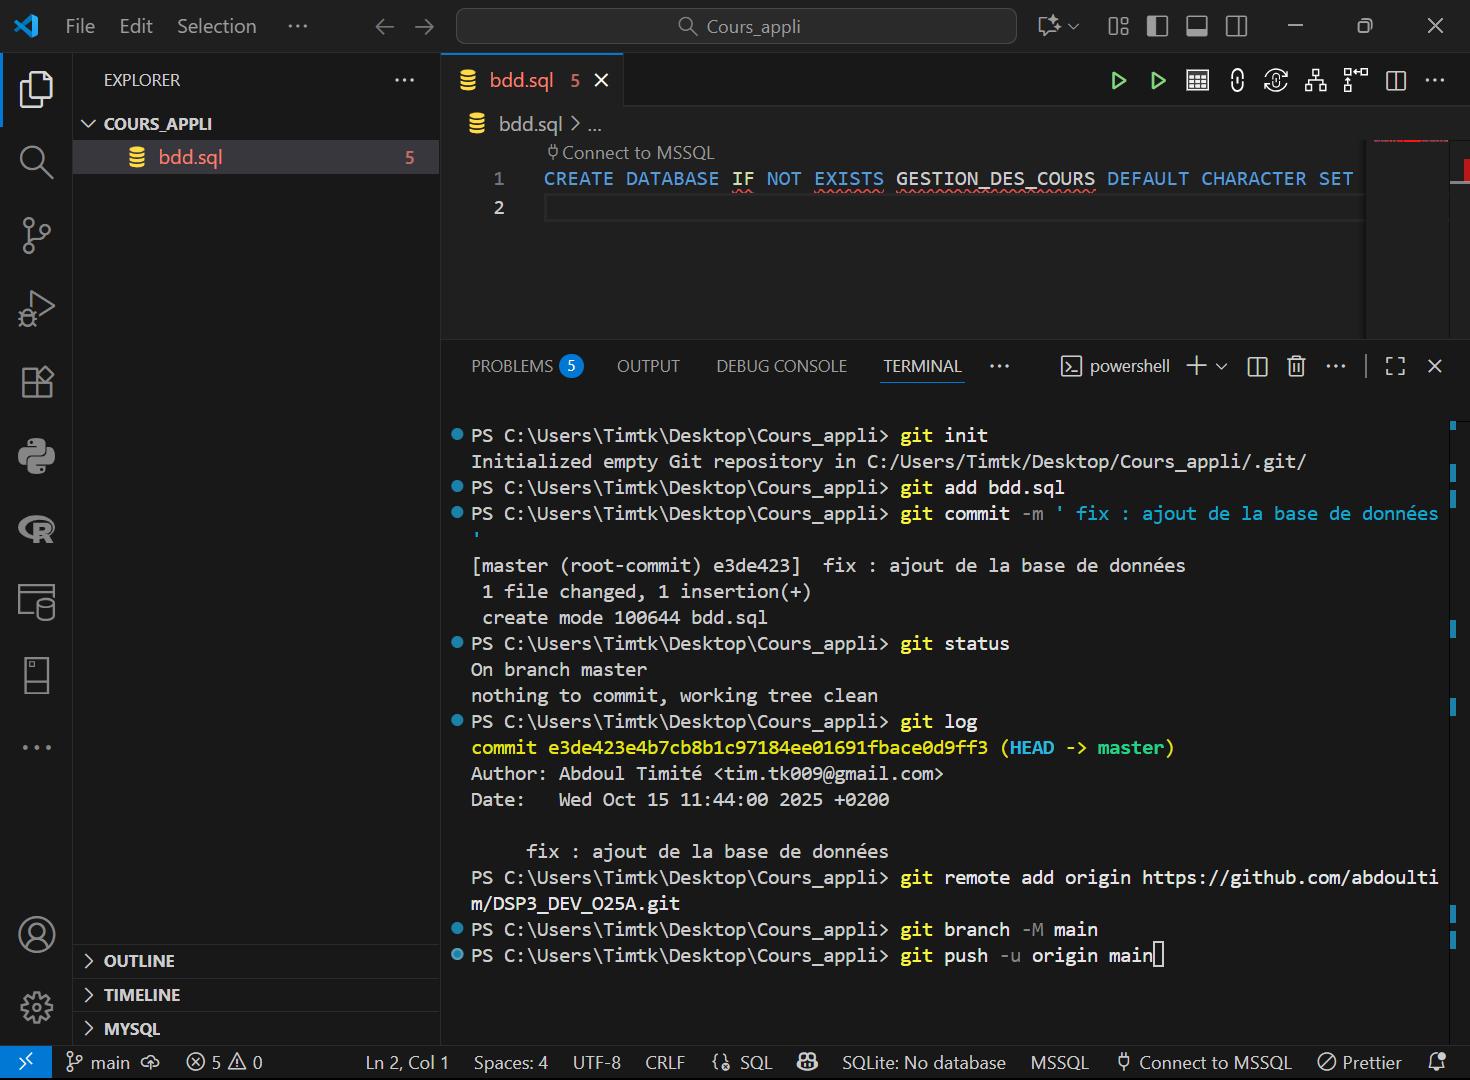 File Edit Selection ··· Cours_appli
EXPLORER ···
COURS_APPLI
bdd.sql 5
OUTLINE
TIMELINE
MYSQL
bdd.sql 5
bdd.sql > ...
Connect to MSSQL
1 CREATE DATABASE IF NOT EXISTS GESTION_DES_COURS DEFAULT CHARACTER SET
2
PROBLEMS 5 OUTPUT DEBUG CONSOLE TERMINAL ··· powershell
PS C:\Users\Timtk\Desktop\Cours_appli> git init
Initialized empty Git repository in C:/Users/Timtk/Desktop/Cours_appli/.git/
PS C:\Users\Timtk\Desktop\Cours_appli> git add bdd.sql
PS C:\Users\Timtk\Desktop\Cours_appli> git commit -m ' fix : ajout de la base de données
'
[master (root-commit) e3de423]  fix : ajout de la base de données
 1 file changed, 1 insertion(+)
 create mode 100644 bdd.sql
PS C:\Users\Timtk\Desktop\Cours_appli> git status
On branch master
nothing to commit, working tree clean
PS C:\Users\Timtk\Desktop\Cours_appli> git log
commit e3de423e4b7cb8b1c97184ee01691fbace0d9ff3 (HEAD -> master)
Author: Abdoul Timité <tim.tk009@gmail.com>
Date:   Wed Oct 15 11:44:00 2025 +0200
     fix : ajout de la base de données
PS C:\Users\Timtk\Desktop\Cours_appli> git remote add origin https://github.com/abdoulti
m/DSP3_DEV_O25A.git
PS C:\Users\Timtk\Desktop\Cours_appli> git branch -M main
PS C:\Users\Timtk\Desktop\Cours_appli> git push -u origin main
main 5 0 Ln 2, Col 1 Spaces: 4 UTF-8 CRLF SQL SQLite: No database MSSQL Connect to MSSQL Prettier